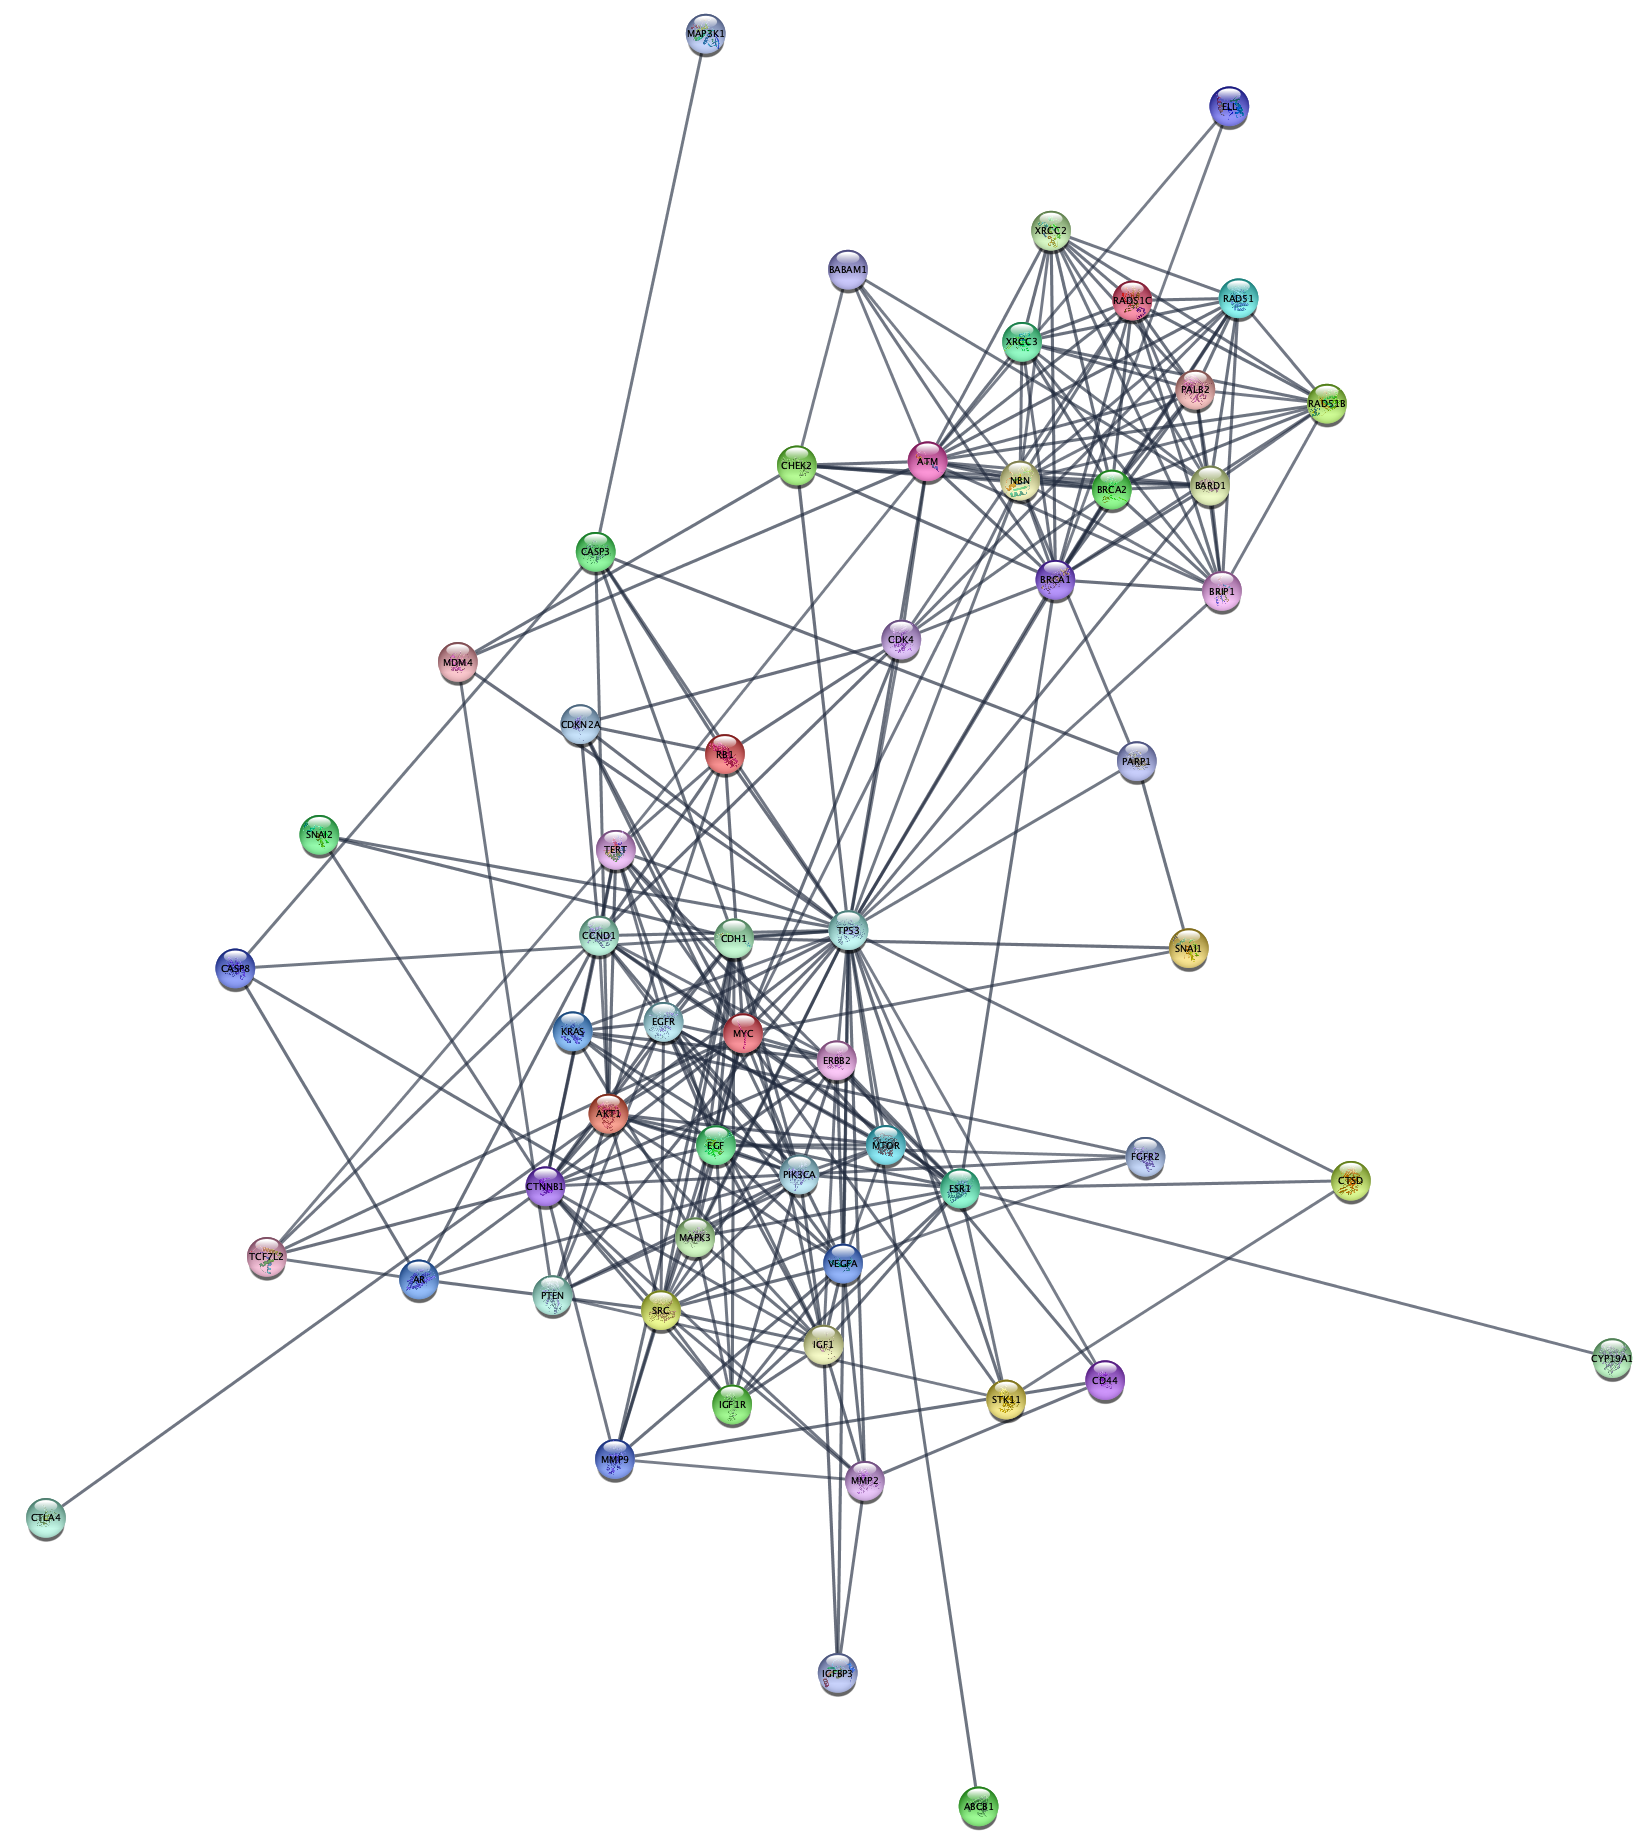 MAP3K1
ELL
XRCC2
BABAM1
RAD51C
RAD51
XRCC3
PALB2
RAD51B
CHEK2
ATM
NBN
BRCA2
BARD1
CASP3
BRCA1
BRIP1
CDK4
MDM4
CDKN2A
RB1
PARP1
SNAI2
TERT
TP53
CCND1
CDH1
SNAI1
CASP8
KRAS
EGFR
MYC
ERBB2
AKT1
EGF
MTOR
FGFR2
PIK3CA
CTNNB1
ESR1
CTSD
MAPK3
TCF7L2
VEGFA
AR
PTEN
SRC
IGF1
CYP19A1
CD44
STK11
IGF1R
MMP9
MMP2
CTLA4
IGFBP3
ABCB1